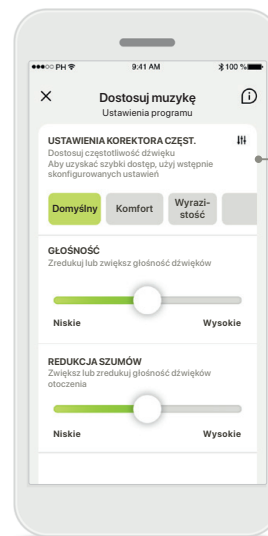 PH 9:41 AM 100 %
Dostosuj muzykę
Ustawienia programu
USTAWIENIA KOREKTORA CZĘST.
Dostosuj częstotliwość dźwięku
Aby uzyskać szybki dostęp, użyj wstępnie
skonfigurowanych ustawień
Domyślny Komfort Wyrazi-
stość
GŁOŚNOŚĆ
Zredukuj lub zwiększ głośność dźwięków
Niskie Wysokie
REDUKCJA SZUMÓW
Zwiększ lub zredukuj głośność dźwięków
otoczenia
Niskie Wysokie